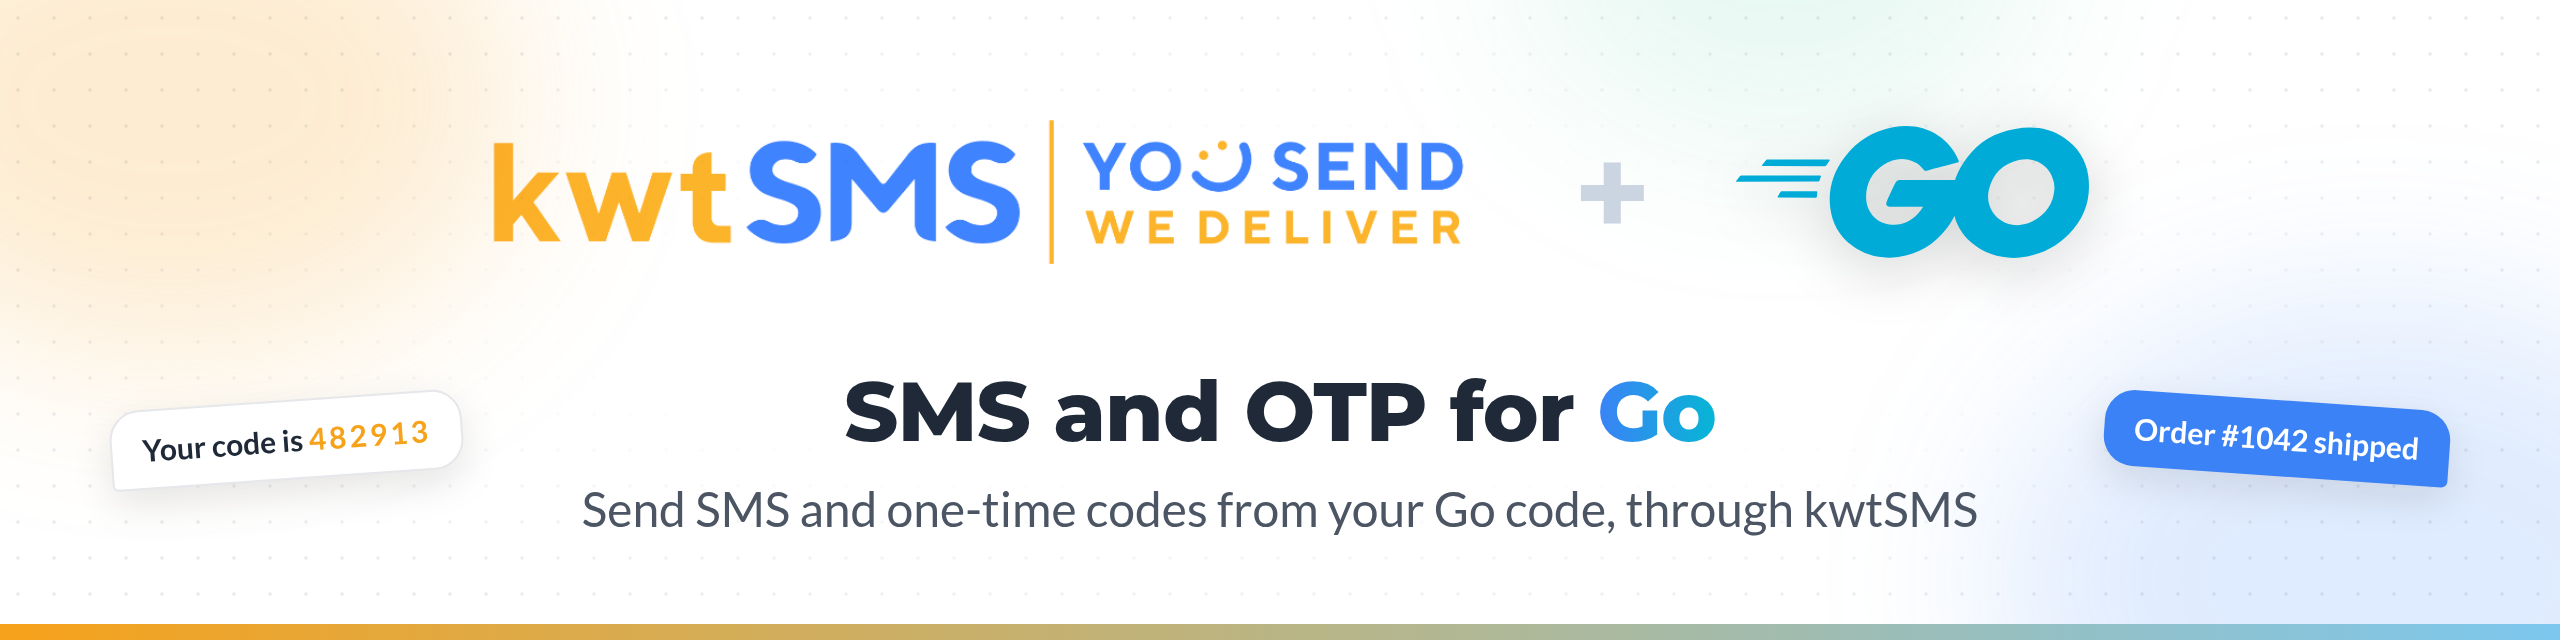 kwtSMS
YOU SEND
WE DELIVER
+
GO
SMS and OTP for Go
Your code is 482913
Order #1042 shipped
Send SMS and one-time codes from your Go code, through kwtSMS